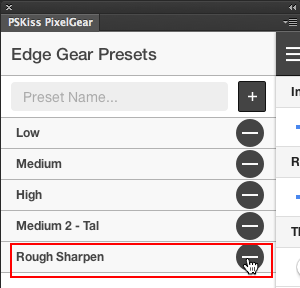 PSKiss PixelGear
Edge Gear Presets
Preset Name...
Low
Medium
High
Medium 2 - Tal
Rough Sharpen
In
R
Th